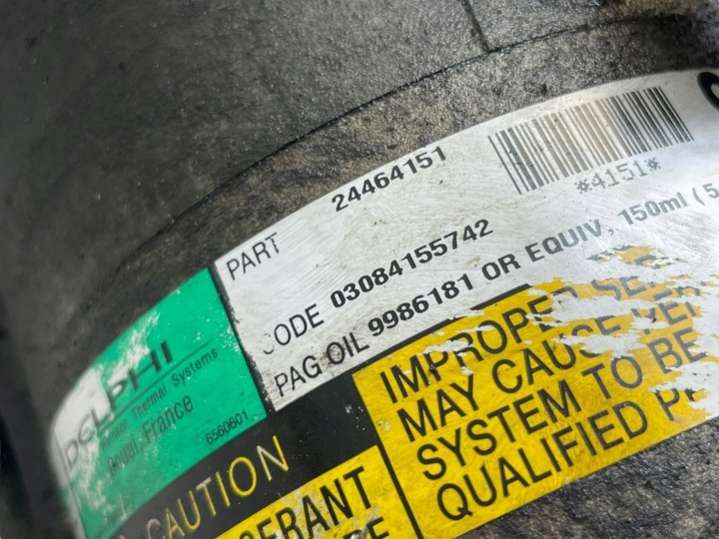 PART 24464151
*4151*
CODE 03084155742
PAG OIL 9986181 OR EQUIV, 150ml (5
DELPHI
Thermal Systems
France
6560601
CAUTION
IMPROPER
MAY CAUSE
SYSTEM TO BE
QUALIFIED